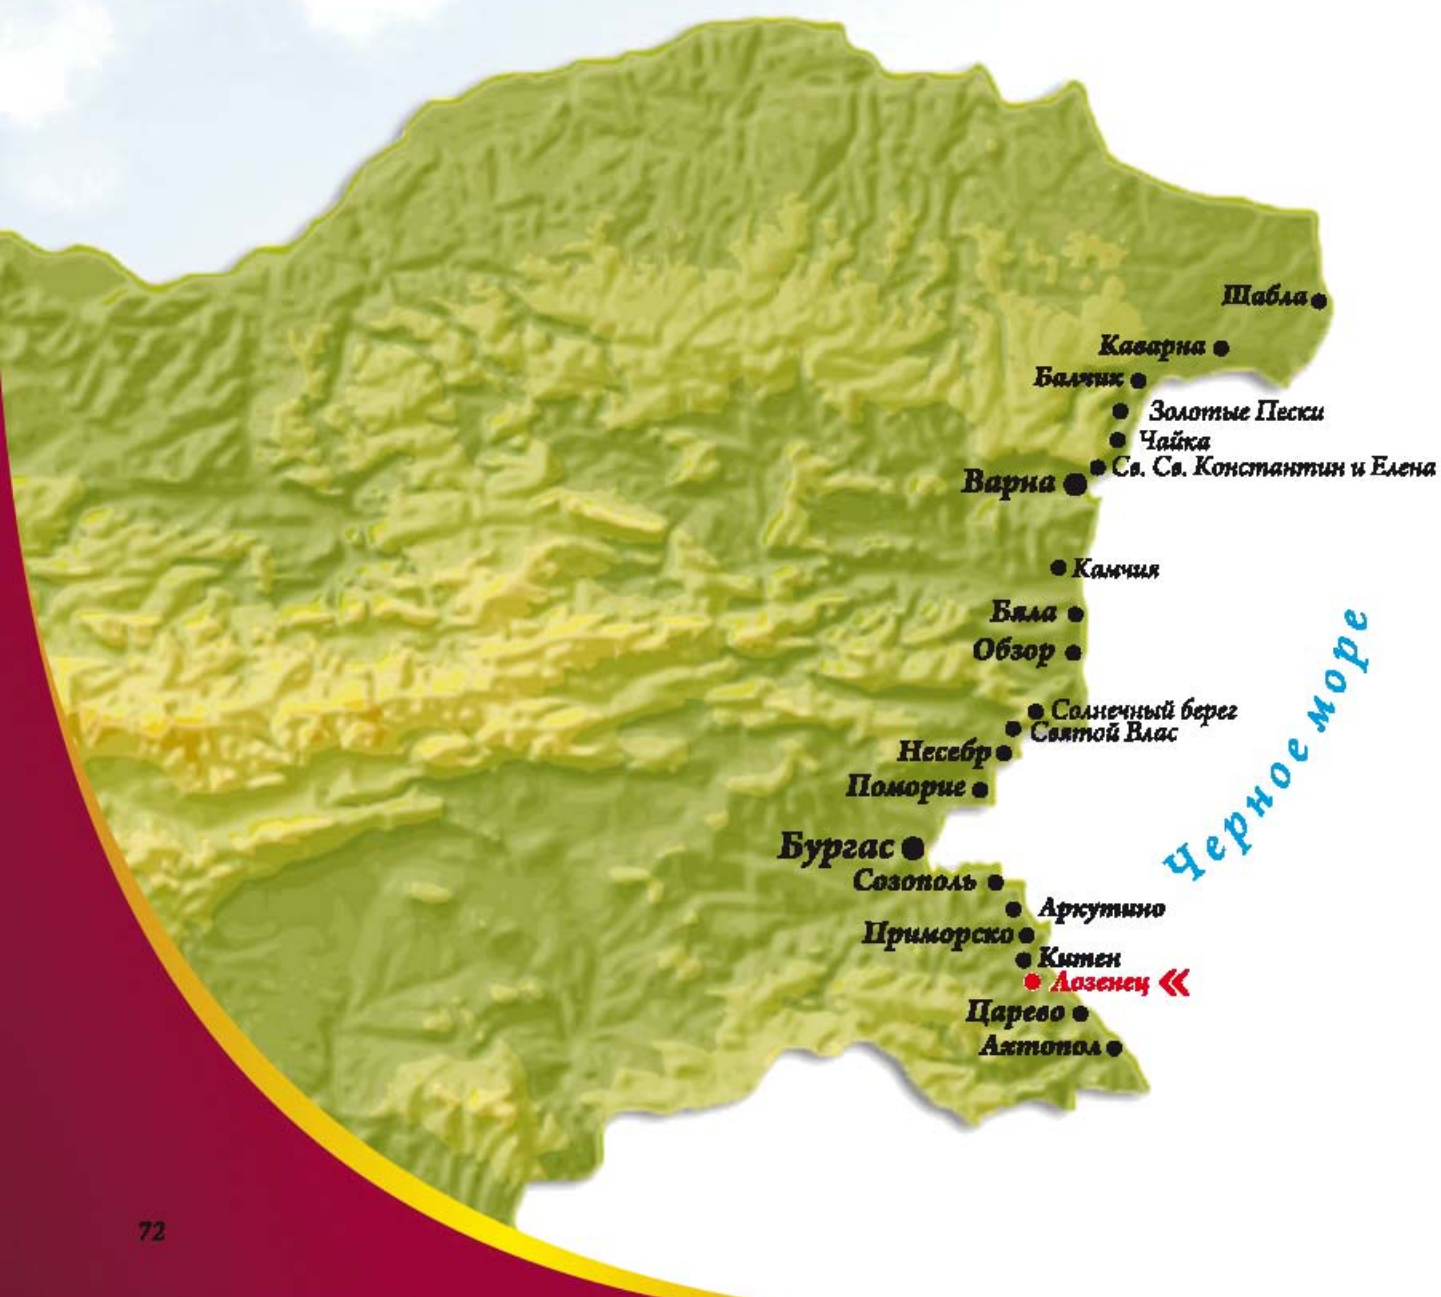 Шабла
Каварна
Балчик
Золотые Пески
Чайка
Св. Св. Константин и Елена
Варна
Камчия
Бяла
Обзор
Солнечный берег
Святой Влас
Несебр
Поморие
Черное море
Бургас
Созополь
Аркутино
Приморско
Китен
Лозенец «
Царево
Ахтопол
72